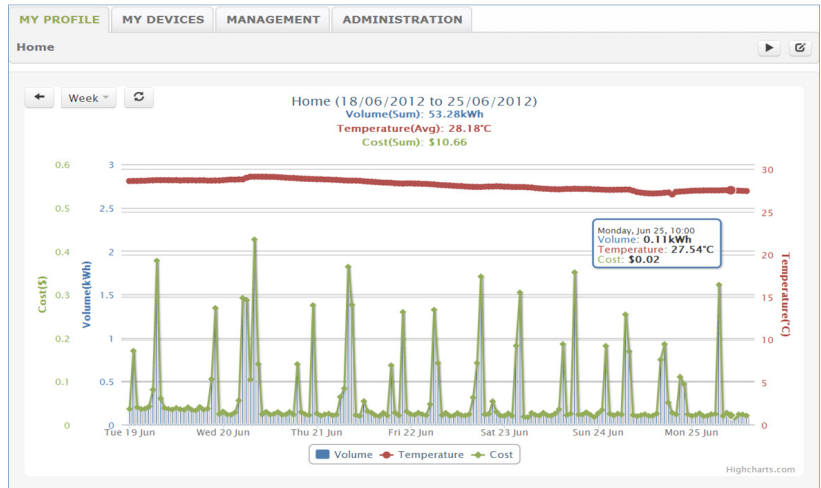 MY PROFILE MY DEVICES MANAGEMENT ADMINISTRATION
Home
Week
Home (18/06/2012 to 25/06/2012)
Volume(Sum): 53.28kWh
Temperature(Avg): 28.18°C
Cost(Sum): $10.66
0.6 3 30
0.5 2.5 25
Monday, Jun 25, 10:00
Volume: 0.11kWh
Temperature: 27.54°C
Cost: $0.02
0.4 2 20
Cost($)
Volume(kWh)
Temperature(°C)
0.3 1.5 15
0.2 1 10
0.1 0.5 5
0 0 0
Tue 19 Jun Wed 20 Jun Thu 21 Jun Fri 22 Jun Sat 23 Jun Sun 24 Jun Mon 25 Jun
Volume Temperature Cost
Highcharts.com